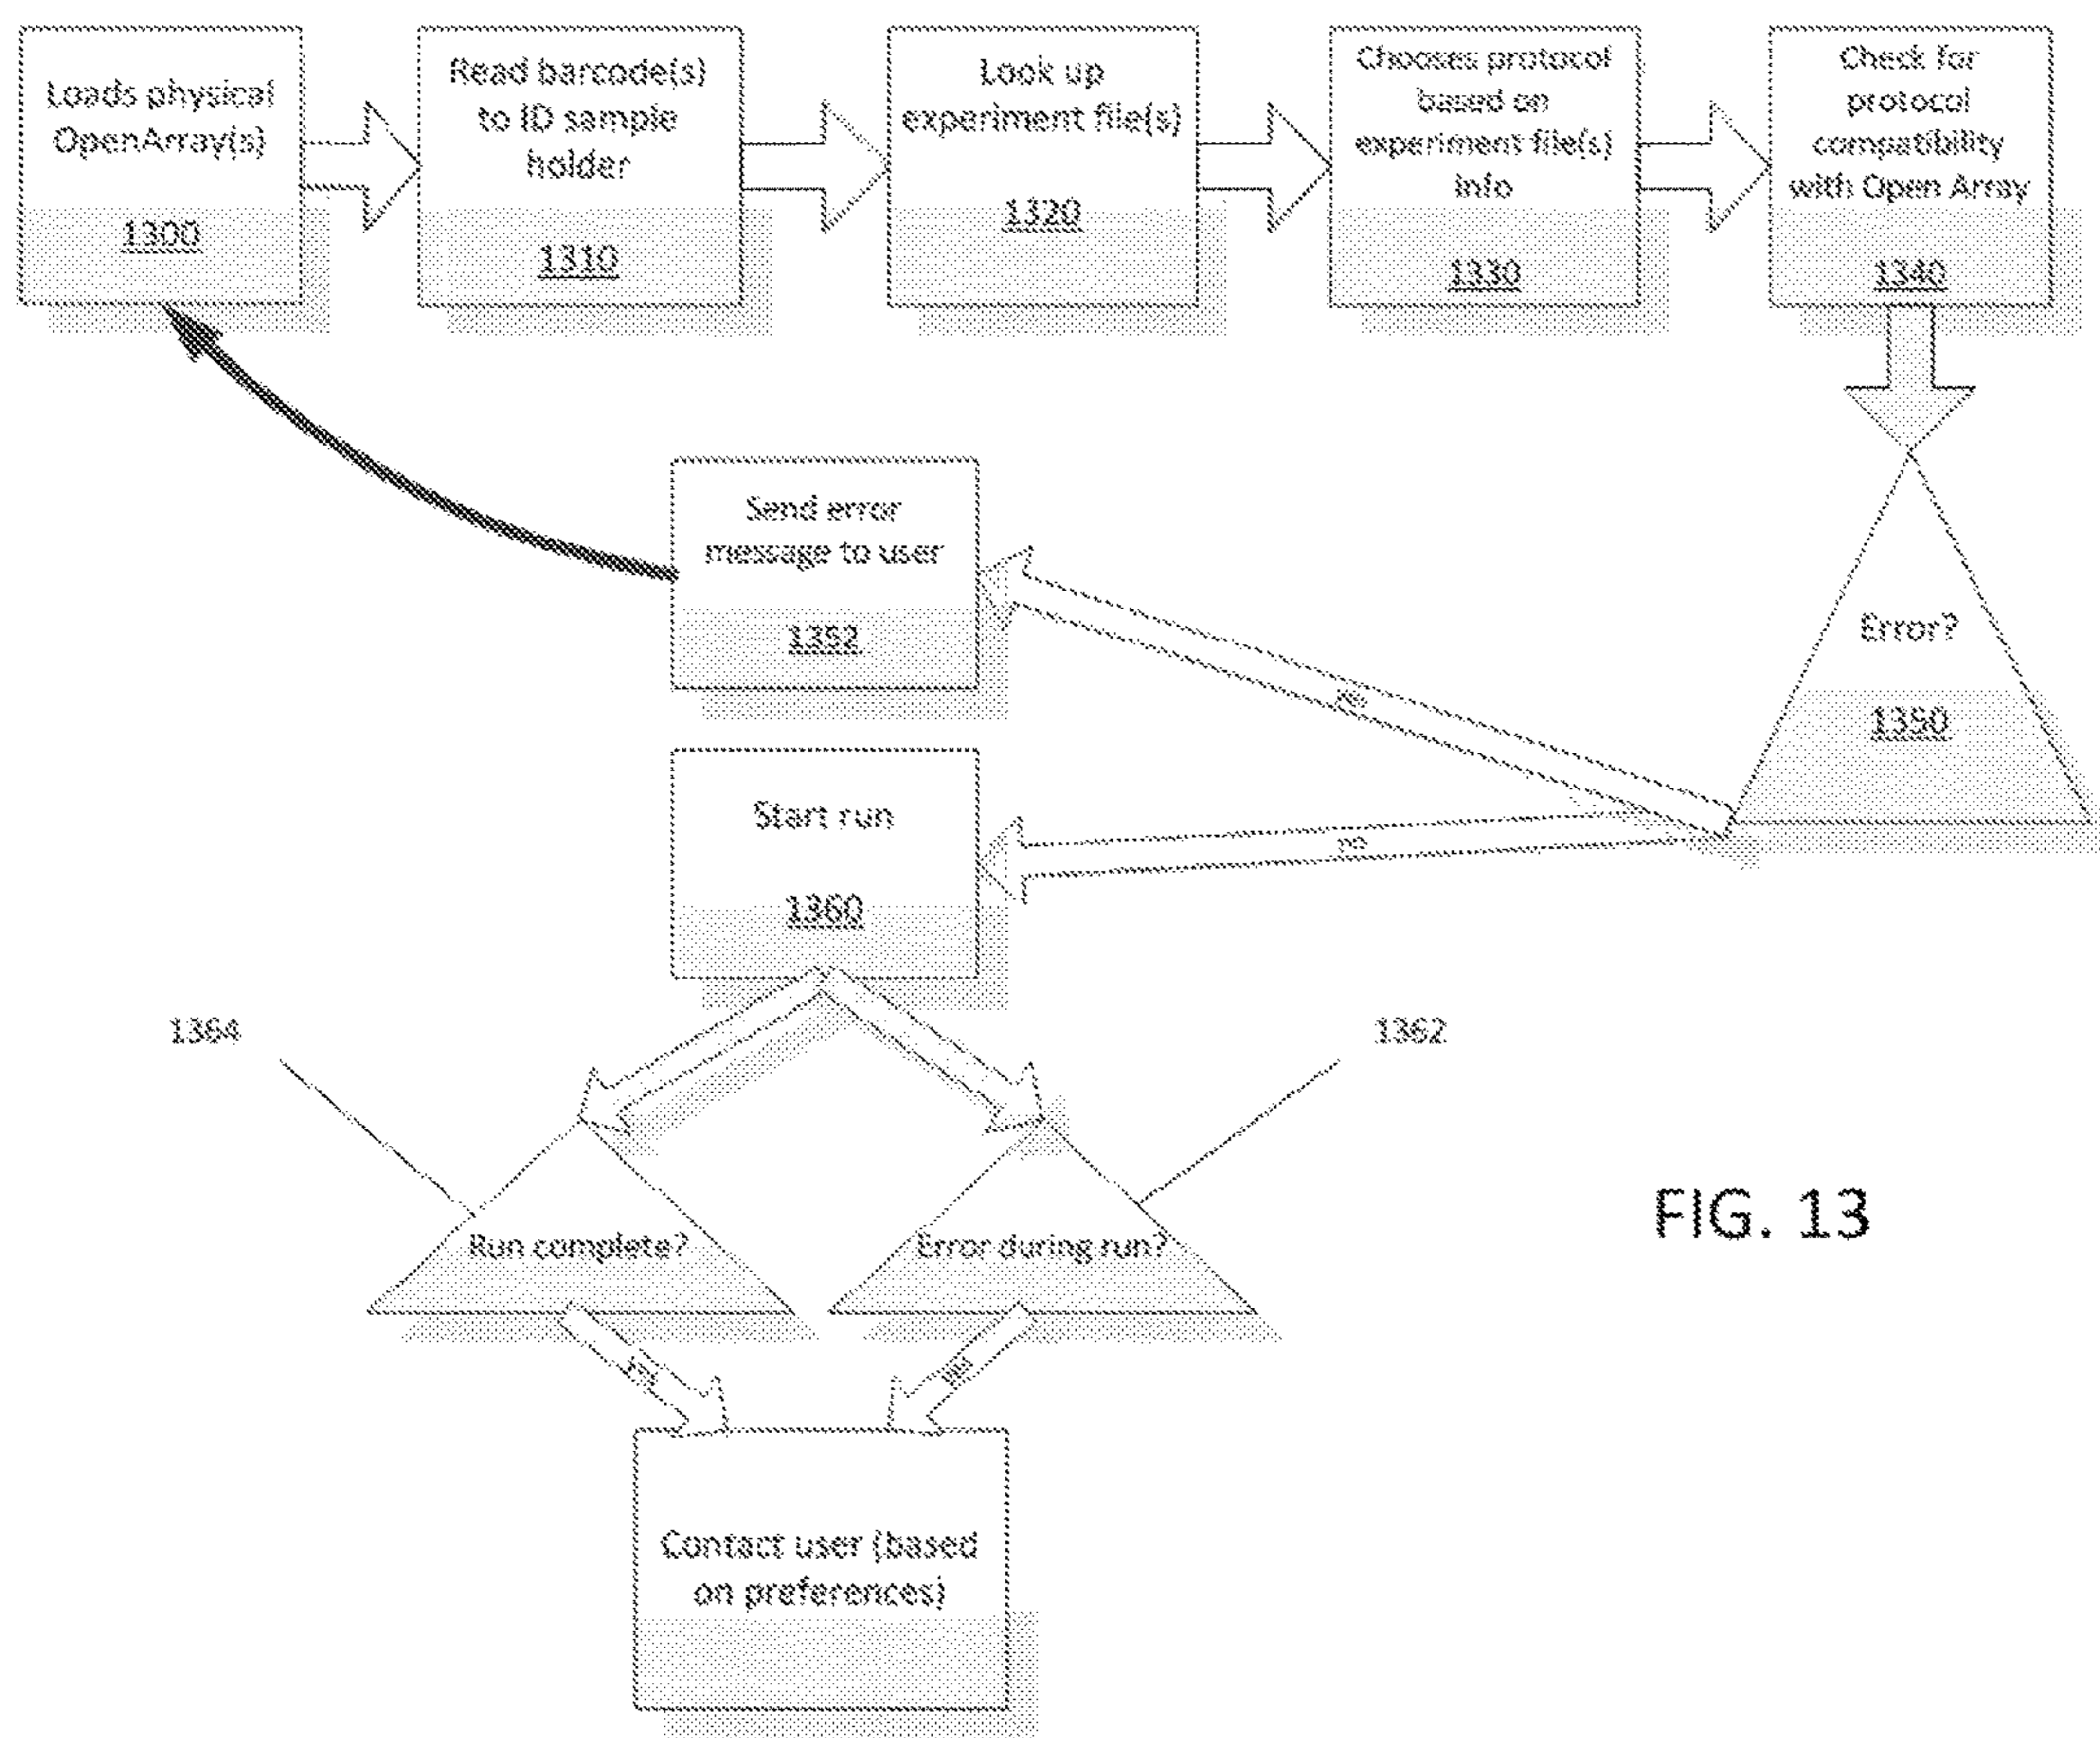 Loads physical
OpenArray(s)
1300
Read barcode(s)
to ID sample
holder
1310
Look up
experiment file(s)
1320
Chooses protocol
based on
experiment file(s)
info
1330
Check for
protocol
compatibility
with Open Array
1340
Send error
message to user
1352
Error?
1350
yes
Start run
1360
no
1364
1362
Run complete?
Error during run?
yes
yes
Contact user (based
on preferences)
FIG. 13